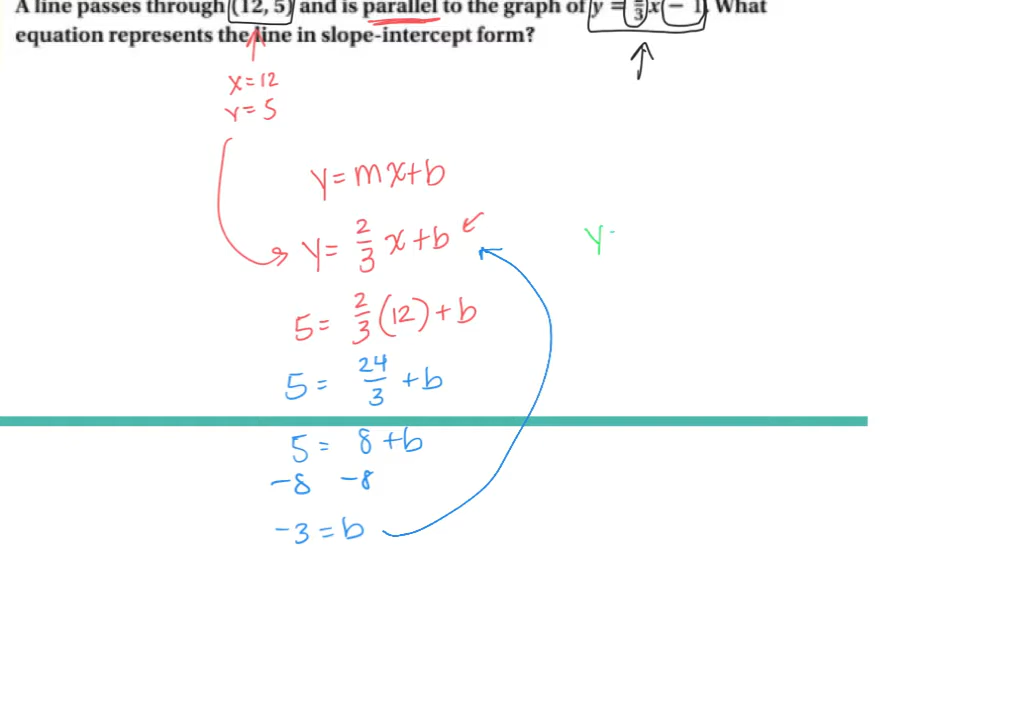 A line passes through (12, 5) and is parallel to the graph of y = x - 1. What
equation represents the line in slope-intercept form?
x = 12
y = 5
y = mx + b
y = 2/3 x + b
5 = 2/3 (12) + b
5 = 24/3 + b
5 = 8 + b
-8 -8
-3 = b
y -